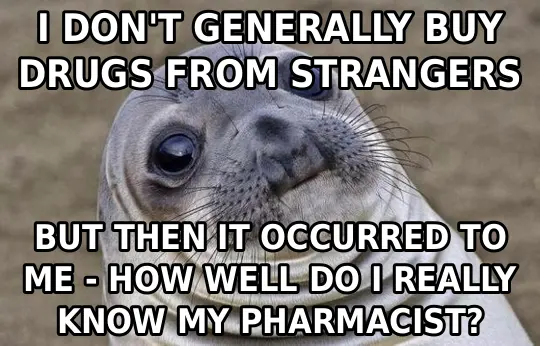 I DON'T GENERALLY BUY
DRUGS FROM STRANGERS
BUT THEN IT OCCURRED TO
ME - HOW WELL DO I REALLY
KNOW MY PHARMACIST?